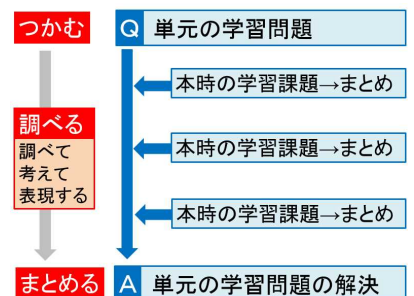 つかむ
Q 単元の学習問題
本時の学習課題→まとめ
調べる
調べて
考えて
表現する
本時の学習課題→まとめ
本時の学習課題→まとめ
まとめる
A 単元の学習問題の解決